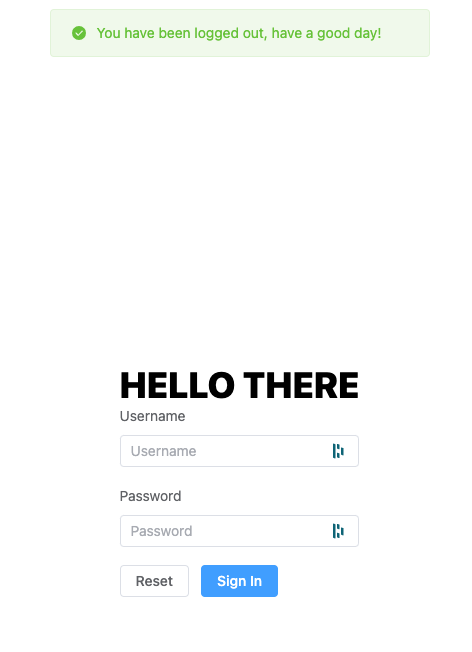 You have been logged out, have a good day!
HELLO THERE
Username
Username
Password
Password
Reset Sign In